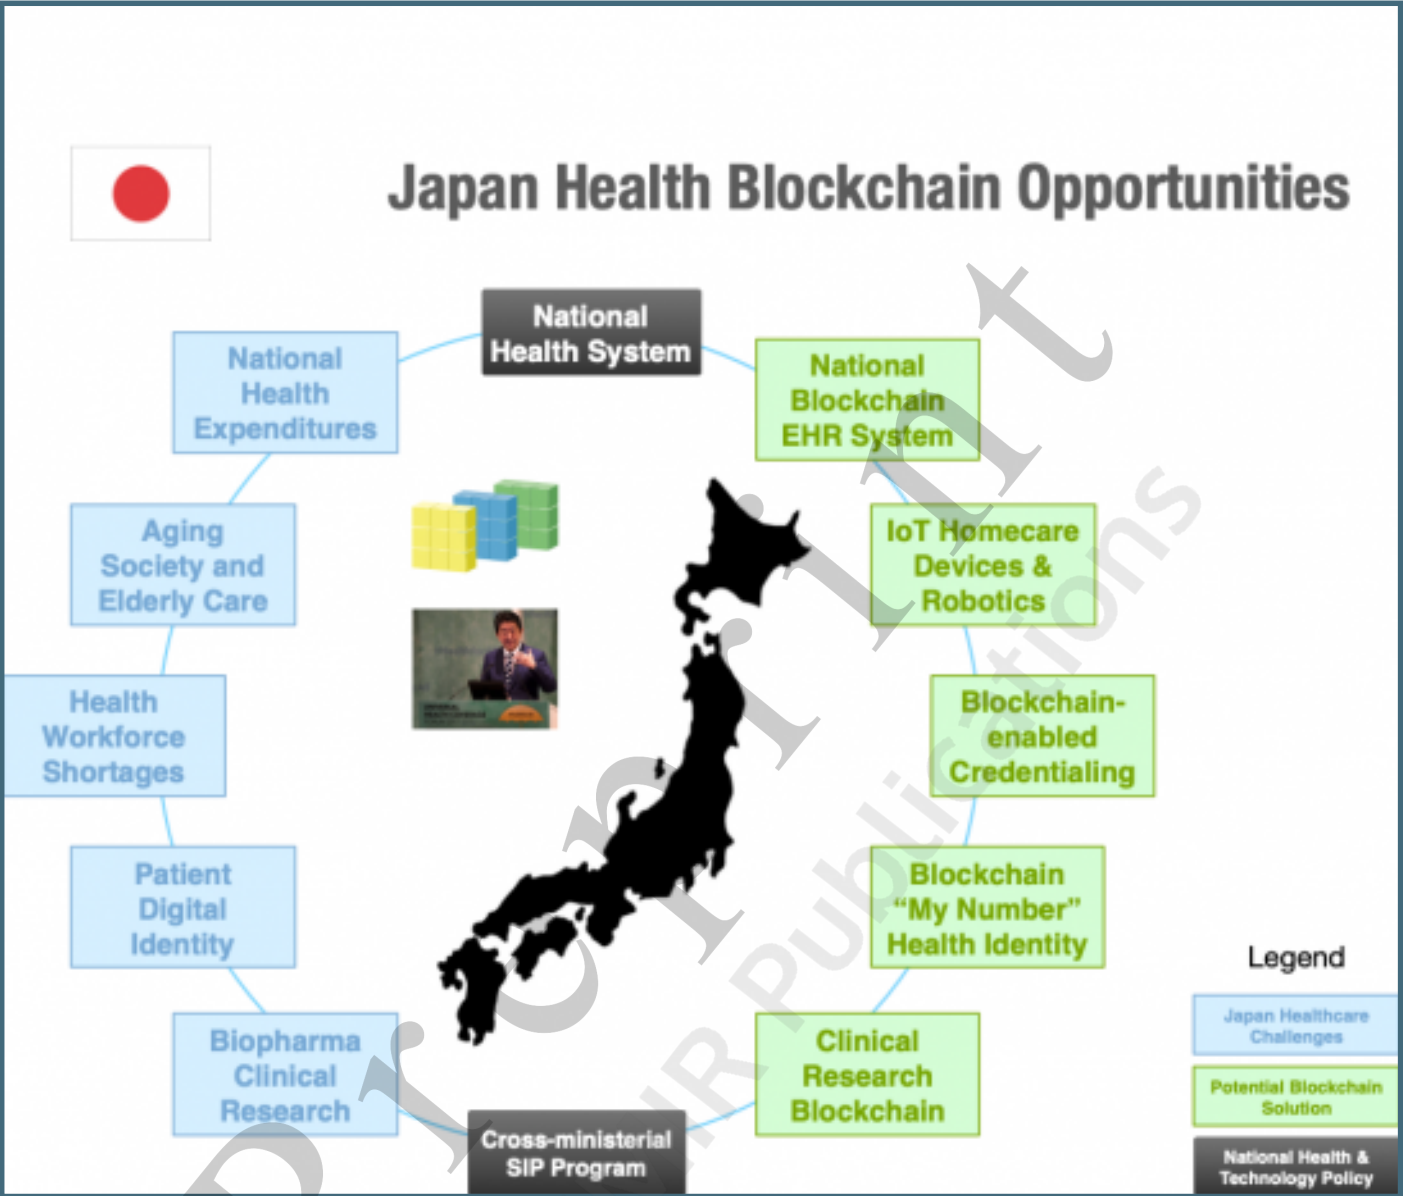 Japan Health Blockchain Opportunities
National
Health System
National
Health
Expenditures
National
Blockchain
EHR System
Aging
Society and
Elderly Care
IoT Homecare
Devices &
Robotics
Health
Workforce
Shortages
Blockchain-
enabled
Credentialing
Patient
Digital
Identity
Blockchain
“My Number”
Health Identity
Biopharma
Clinical
Research
Clinical
Research
Blockchain
Cross-ministerial
SIP Program
Legend
Japan Healthcare
Challenges
Potential Blockchain
Solution
National Health &
Technology Policy
Preprint
Publications